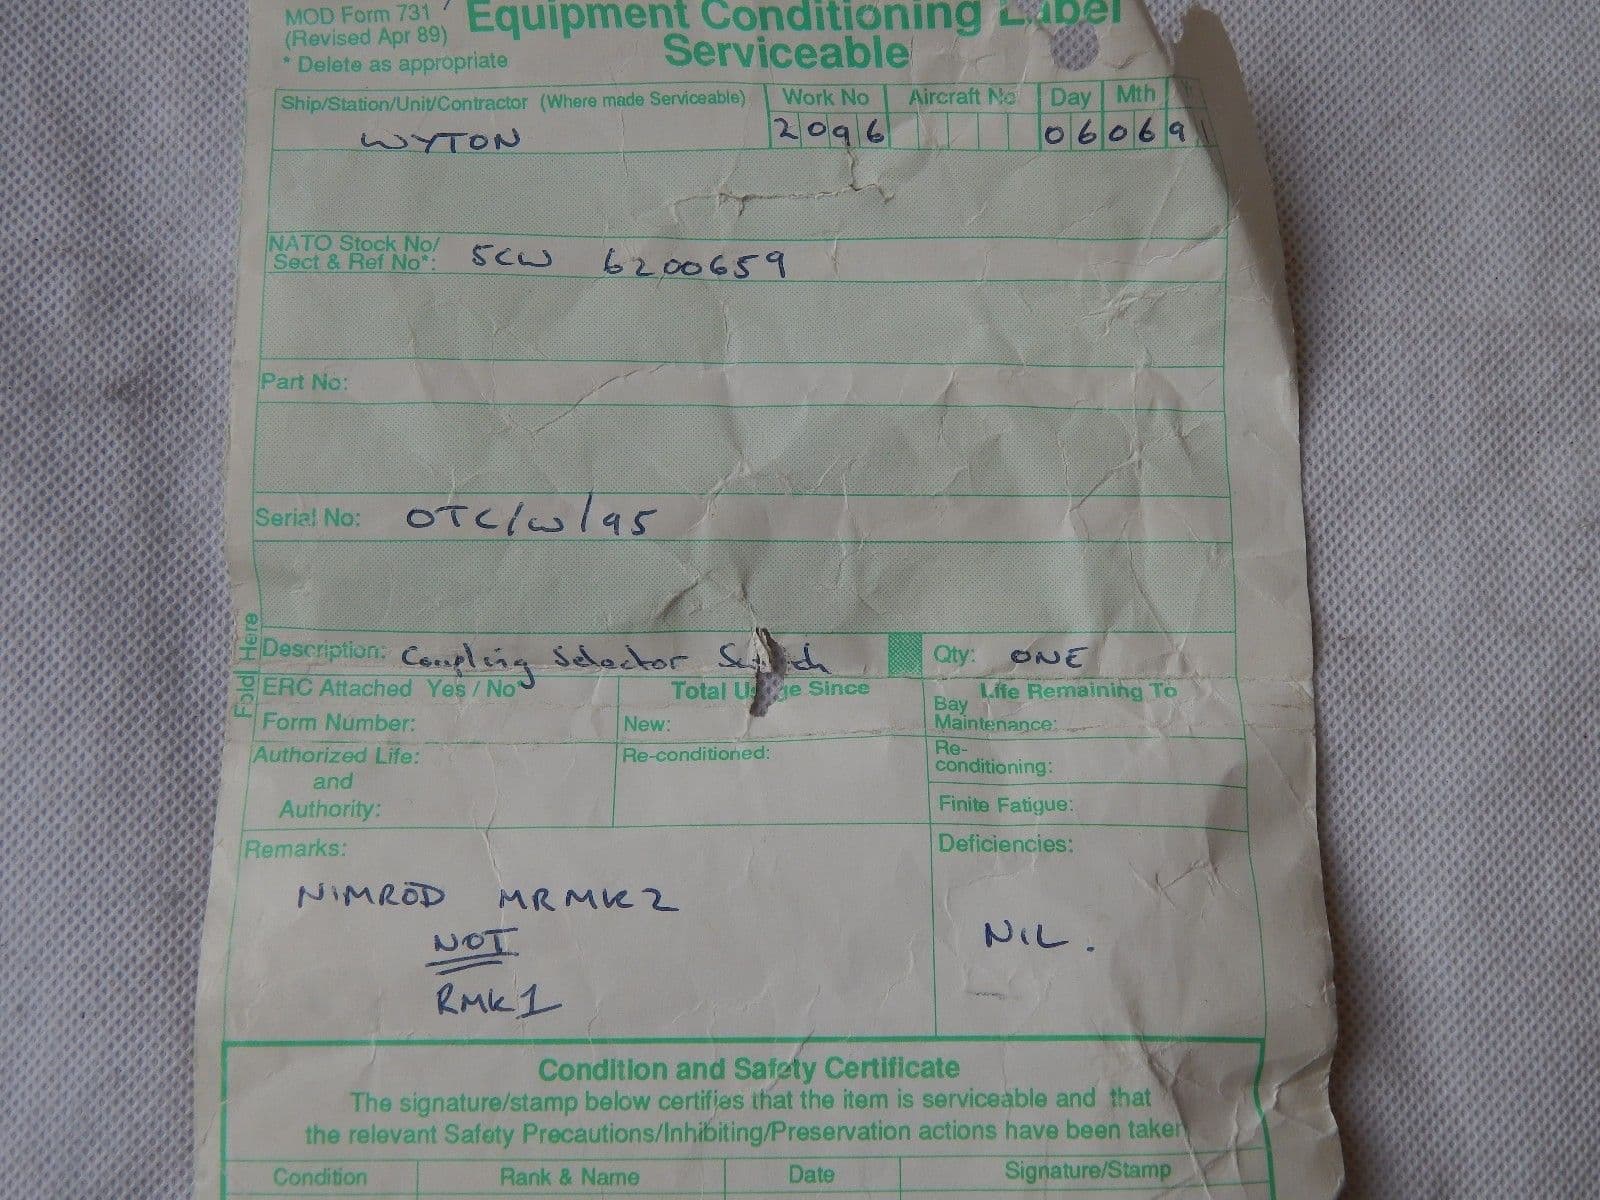 MOD Form 731
(Revised Apr 89)
* Delete as appropriate
Equipment Conditioning Label
Serviceable
Ship/Station/Unit/Contractor (Where made Serviceable)
Work No
Aircraft No
Day
Mth
WYTON
2096
060691
NATO Stock No/
Sect & Ref No*:
5CW 6200659
Part No:
Serial No: OTC/W/95
Fold Here
Description: Coupling Selector Switch
Qty: ONE
ERC Attached Yes / No
Total Usage Since
Life Remaining To
Form Number:
New:
Bay
Maintenance:
Authorized Life:
and
Authority:
Re-conditioned:
Re-
conditioning:
Finite Fatigue:
Remarks:
Deficiencies:
NIMROD MRMK2
NOT
RMK1
NIL.
Condition and Safety Certificate
The signature/stamp below certifies that the item is serviceable and that
the relevant Safety Precautions/Inhibiting/Preservation actions have been taken
Condition
Rank & Name
Date
Signature/Stamp